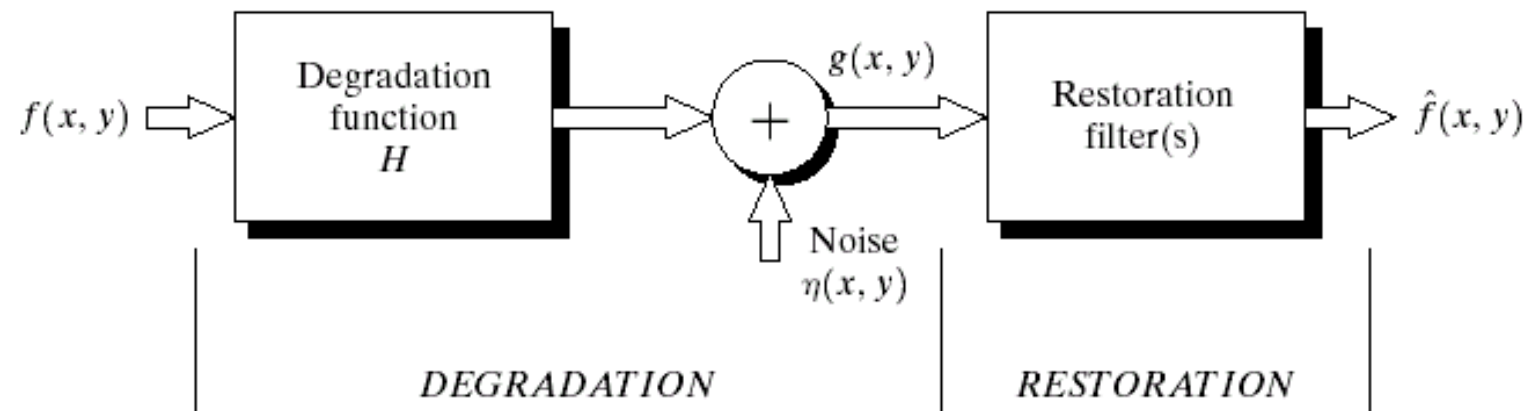 f(x, y)
Degradation
function
H
+
g(x, y)
Noise
η(x, y)
Restoration
filter(s)
f̂(x, y)
DEGRADATION
RESTORATION